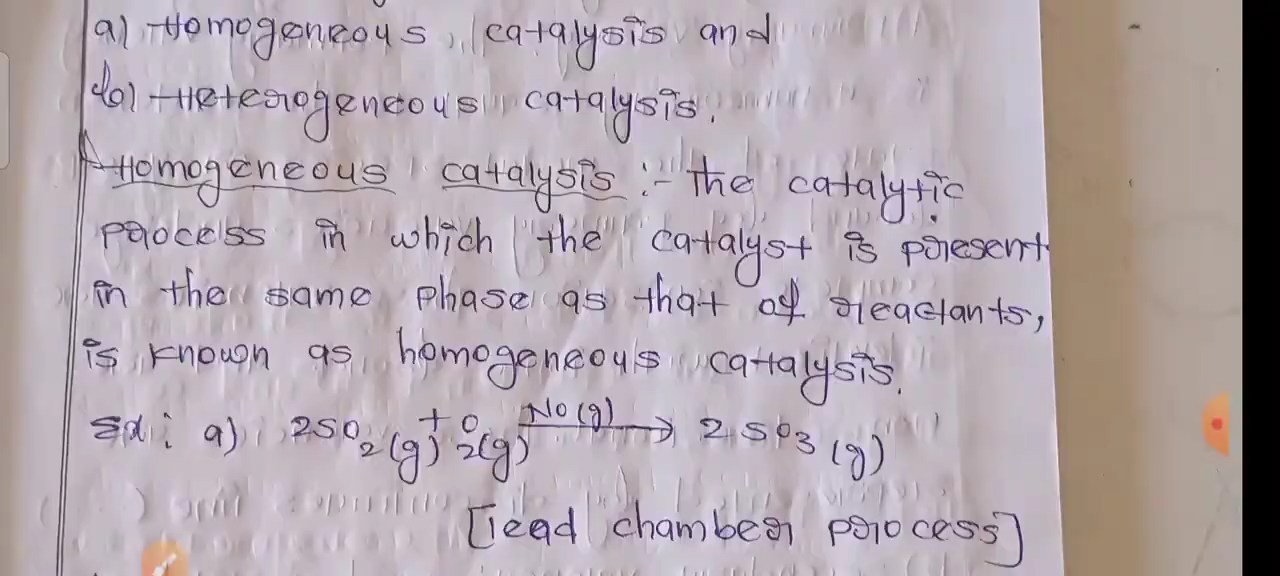 a) Homogeneous catalysis and
b) Heterogeneous catalysis.
Homogeneous catalysis :- The catalytic
process in which the catalyst is present
in the same phase as that of reactants,
is known as homogeneous catalysis.
Ex: a) 2SO2(g) + O2(g) NO(g)→ 2SO3(g)
[lead chamber process]